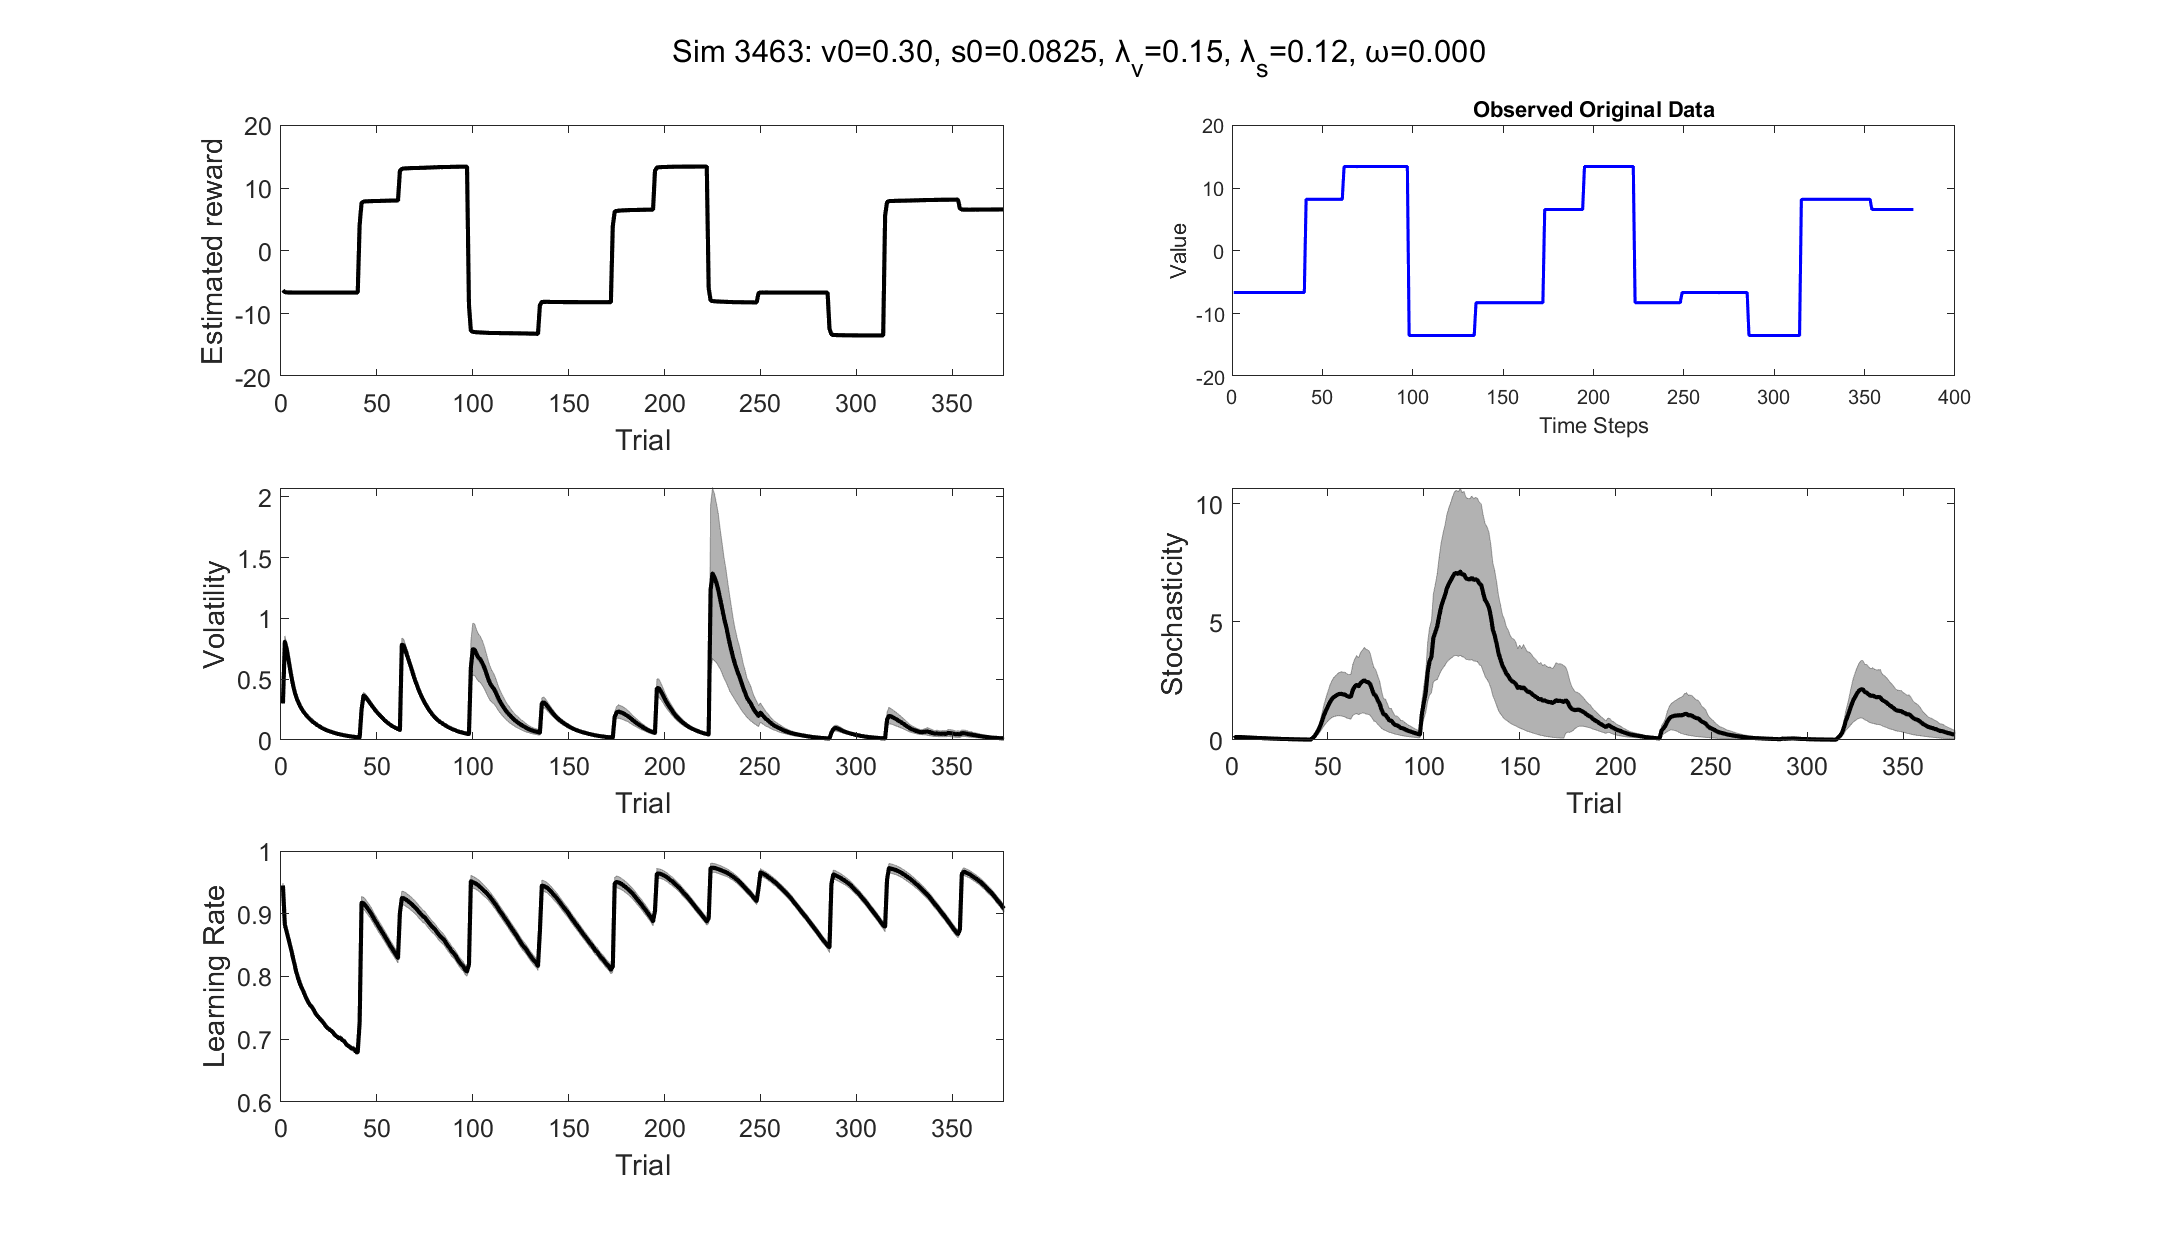 Sim 3463: v0=0.30, s0=0.0825, λv=0.15, λs=0.12, ω=0.000
20
10
0
-10
-20
Estimated reward
0 50 100 150 200 250 300 350
Trial
Observed Original Data
20
10
0
-10
-20
Value
0 50 100 150 200 250 300 350 400
Time Steps
2
1.5
1
0.5
0
Volatility
0 50 100 150 200 250 300 350
Trial
10
5
0
Stochasticity
0 50 100 150 200 250 300 350
Trial
1
0.9
0.8
0.7
0.6
Learning Rate
0 50 100 150 200 250 300 350
Trial